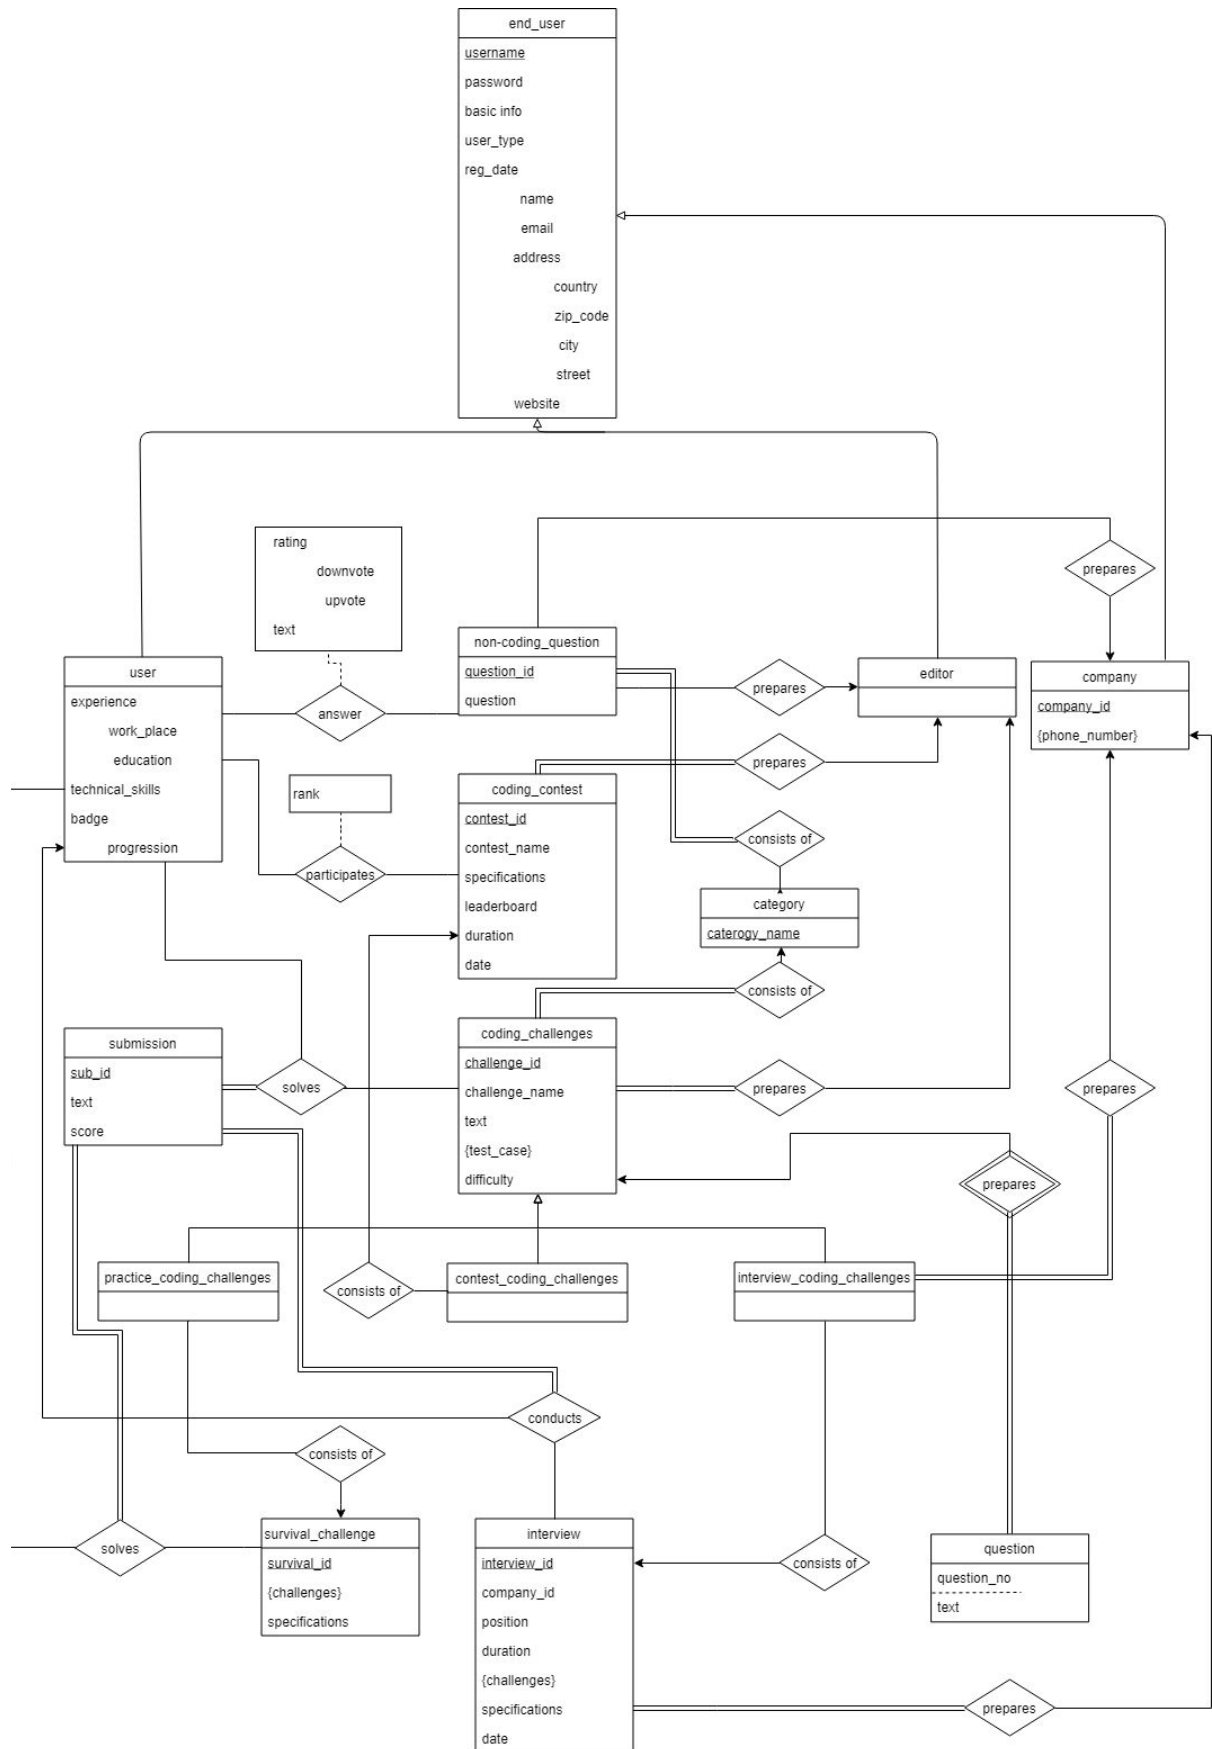 end_user
username
password
basic info
user_type
reg_date
name
email
address
country
zip_code
city
street
website
rating
downvote
upvote
text
prepares
non-coding_question
question_id
question
user
experience
work_place
education
technical_skills
badge
progression
answer
prepares
editor
company
company_id
{phone_number}
rank
participates
coding_contest
contest_id
contest_name
specifications
leaderboard
duration
date
prepares
consists of
category
caterogy_name
consists of
submission
sub_id
text
score
solves
coding_challenges
challenge_id
challenge_name
text
{test_case}
difficulty
prepares
prepares
prepares
practice_coding_challenges
consists of
contest_coding_challenges
interview_coding_challenges
conducts
consists of
solves
survival_challenge
survival_id
{challenges}
specifications
interview
interview_id
company_id
position
duration
{challenges}
specifications
date
consists of
question
question_no
text
prepares